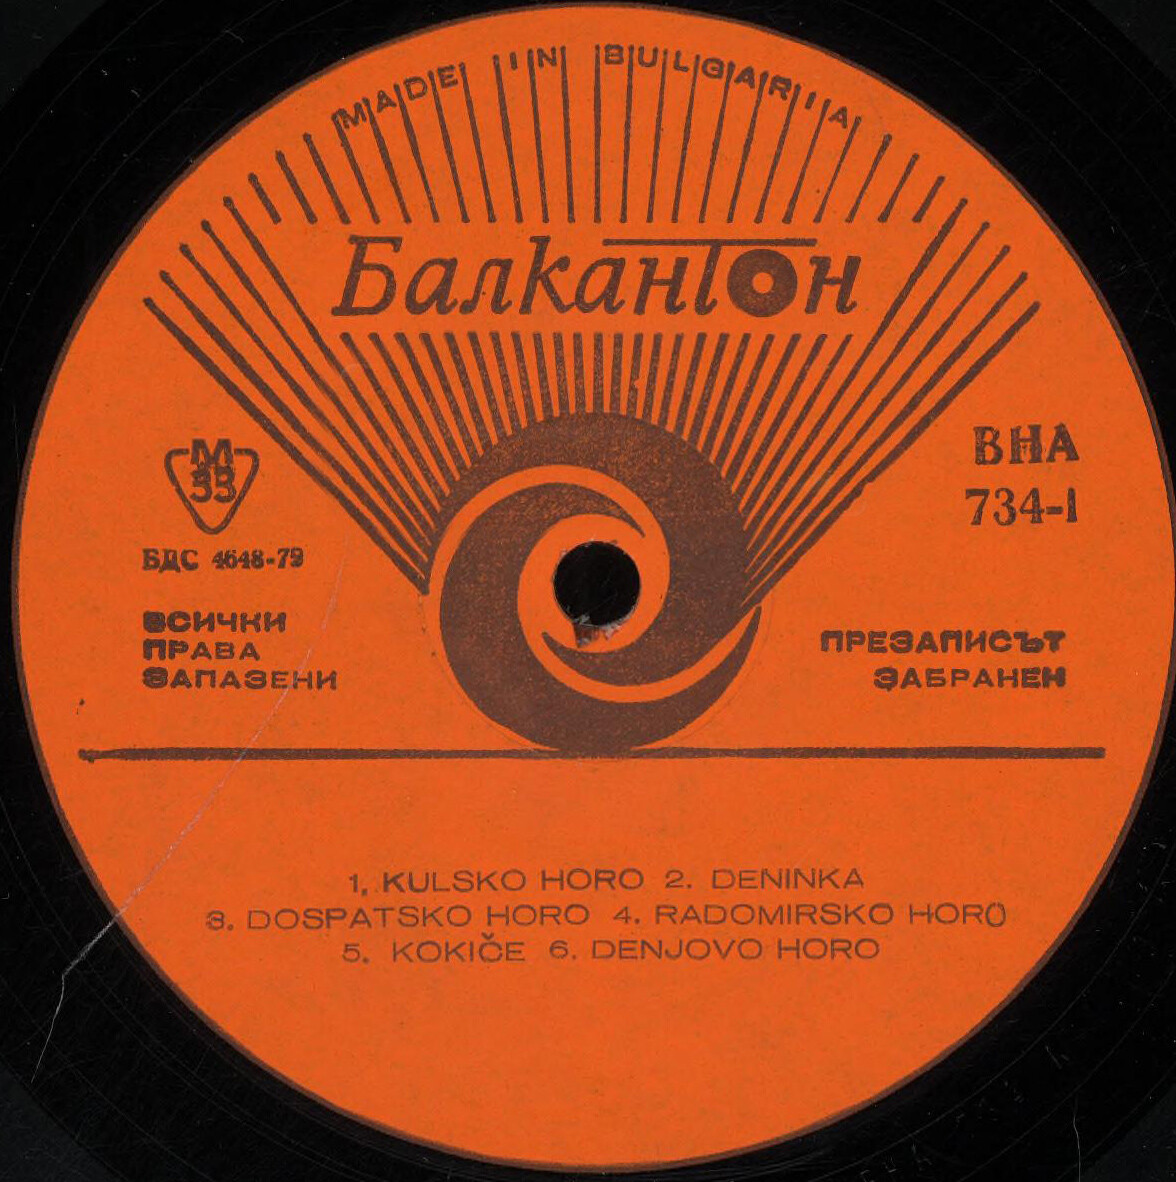 MADE IN BULGARIA
Балкантон
М
33
БДС 4648-79
ВСИЧКИ
ПРАВА
ЗАПАЗЕНИ
ВНА
734-I
ПРЕЗАПИСЪТ
ЗАБРАНЕН
1. KULSKO HORO 2. DENINKA
3. DOSPATSKO HORO 4. RADOMIRSKO HORO
5. KOKIČE 6. DENJOVO HORO